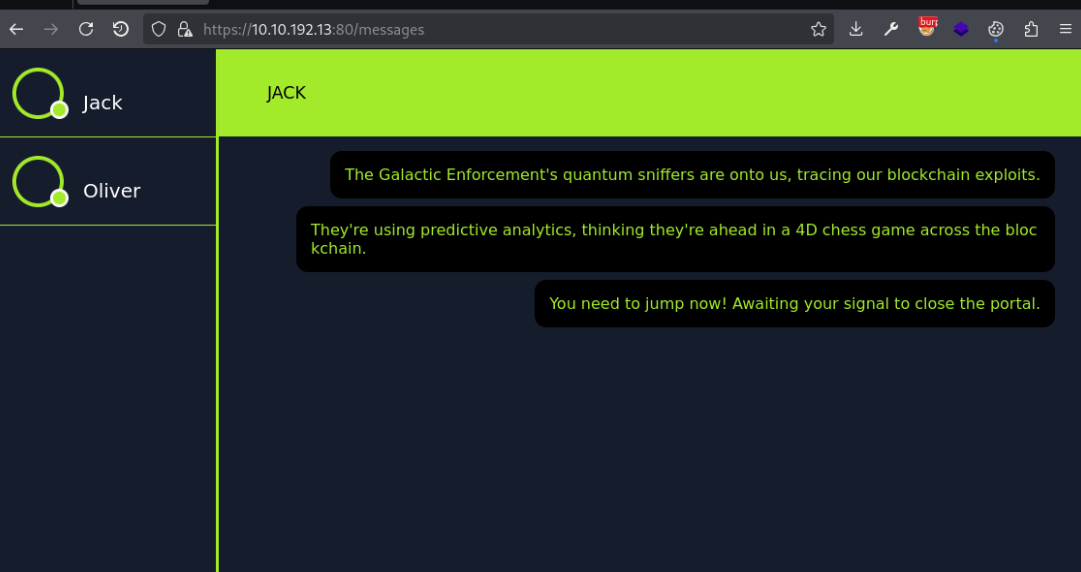 https://10.10.192.13:80/messages
burp
Jack
JACK
The Galactic Enforcement's quantum sniffers are onto us, tracing our blockchain exploits.
Oliver
They're using predictive analytics, thinking they're ahead in a 4D chess game across the bloc
kchain.
You need to jump now! Awaiting your signal to close the portal.